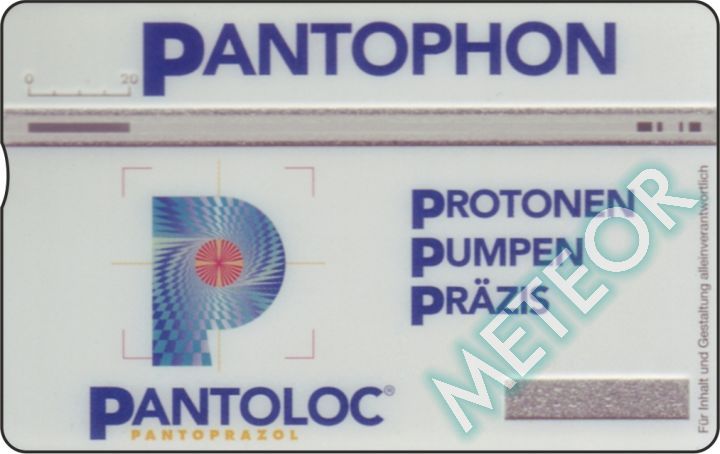 PANTOPHON
0 20
PROTONEN
PUMPEN
PRÄZIS
P
PANTOLOC®
PANTOPRAZOL
METEOR
Für Inhalt und Gestaltung alleinverantwortlich